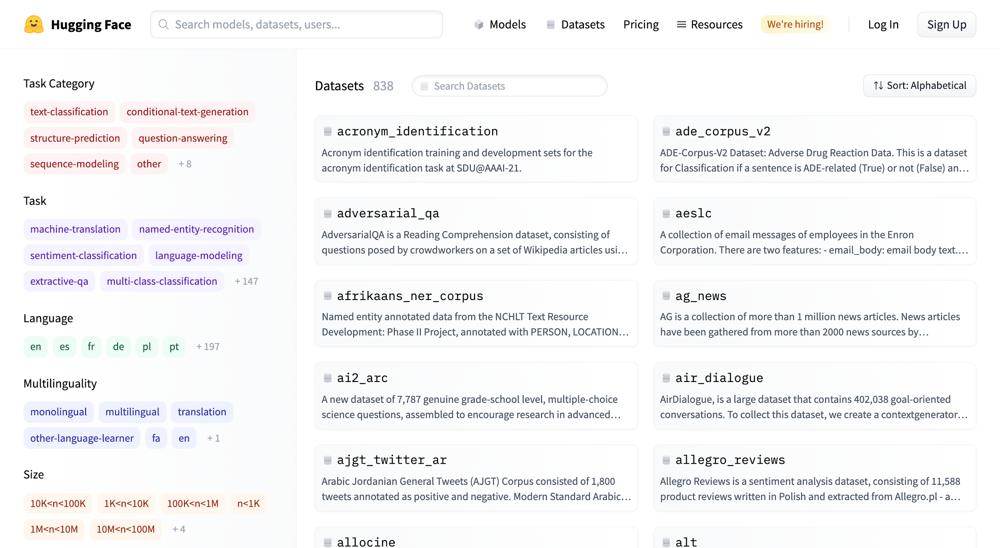 Hugging Face
Search models, datasets, users...
Models
Datasets
Pricing
Resources
We're hiring!
Log In
Sign Up
Task Category
text-classification conditional-text-generation
structure-prediction question-answering
sequence-modeling other + 8
Task
machine-translation named-entity-recognition
sentiment-classification language-modeling
extractive-qa multi-class-classification + 147
Language
en es fr de pl pt + 197
Multilinguality
monolingual multilingual translation
other-language-learner fa en + 1
Size
10K<n<100K 1K<n<10K 100K<n<1M n<1K
1M<n<10M 10M<n<100M + 4
Datasets 838
Search Datasets
Sort: Alphabetical
acronym_identification
Acronym identification training and development sets for the
acronym identification task at SDU@AAAI-21.
ade_corpus_v2
ADE-Corpus-V2 Dataset: Adverse Drug Reaction Data. This is a dataset
for Classification if a sentence is ADE-related (True) or not (False) an…
adversarial_qa
AdversarialQA is a Reading Comprehension dataset, consisting of
questions posed by crowdworkers on a set of Wikipedia articles usi…
aeslc
A collection of email messages of employees in the Enron
Corporation. There are two features: - email_body: email body text.…
afrikaans_ner_corpus
Named entity annotated data from the NCHLT Text Resource
Development: Phase II Project, annotated with PERSON, LOCATION…
ag_news
AG is a collection of more than 1 million news articles. News articles
have been gathered from more than 2000 news sources by…
ai2_arc
A new dataset of 7,787 genuine grade-school level, multiple-choice
science questions, assembled to encourage research in advanced…
air_dialogue
AirDialogue, is a large dataset that contains 402,038 goal-oriented
conversations. To collect this dataset, we create a contextgenerator…
ajgt_twitter_ar
Arabic Jordanian General Tweets (AJGT) Corpus consisted of 1,800
tweets annotated as positive and negative. Modern Standard Arabic…
allegro_reviews
Allegro Reviews is a sentiment analysis dataset, consisting of 11,588
product reviews written in Polish and extracted from Allegro.pl - a…
allocine
alt